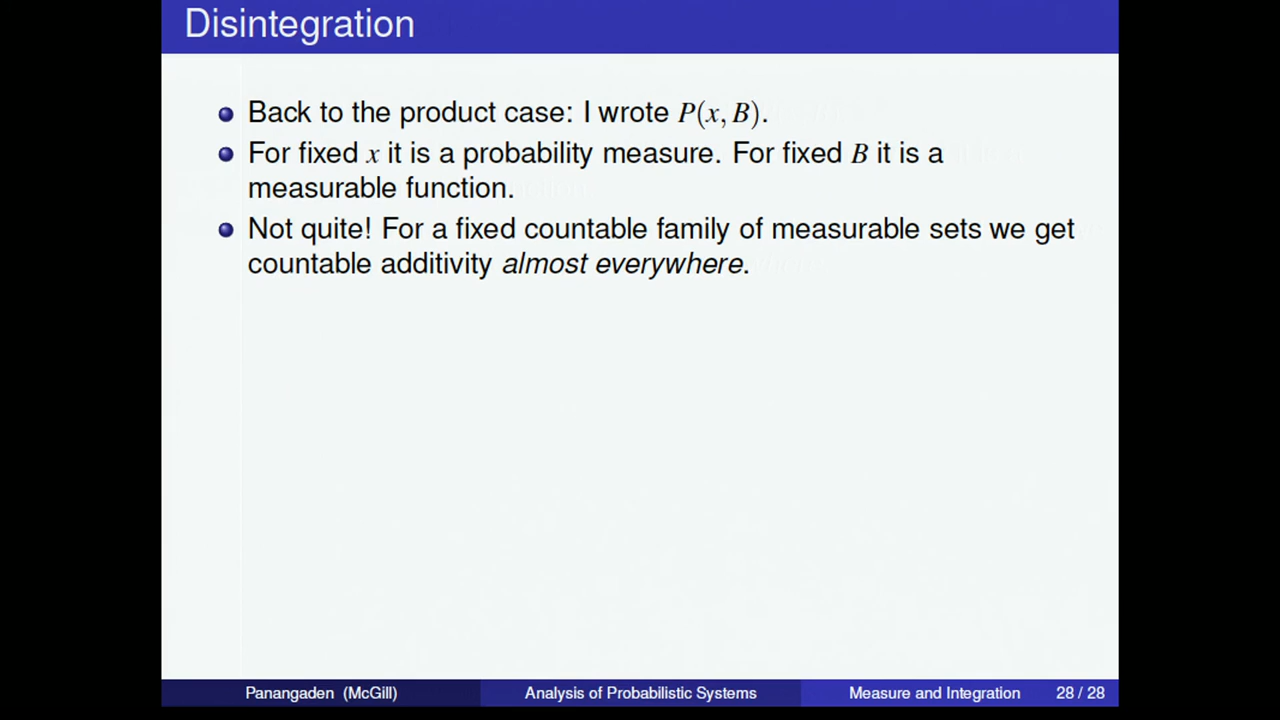 Disintegration
Back to the product case: I wrote P(x, B).
For fixed x it is a probability measure. For fixed B it is a
measurable function.
Not quite! For a fixed countable family of measurable sets we get
countable additivity almost everywhere.
Panangaden (McGill) Analysis of Probabilistic Systems Measure and Integration 28 / 28